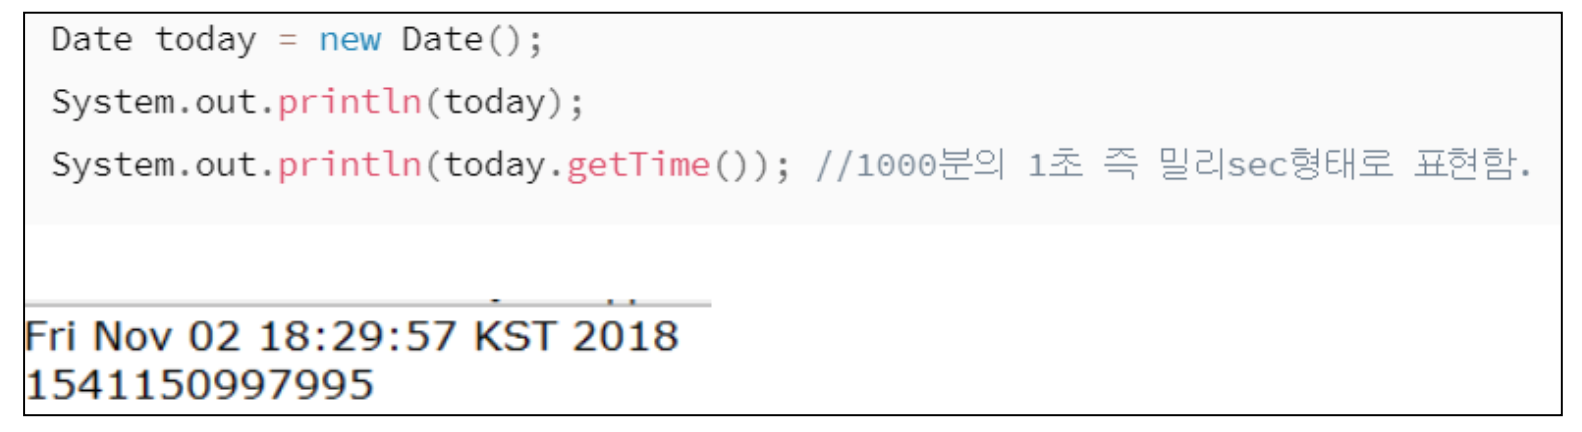 Date today = new Date();
System.out.println(today);
System.out.println(today.getTime()); //1000분의 1초 즉 밀리sec형태로 표현함.
Fri Nov 02 18:29:57 KST 2018
1541150997995